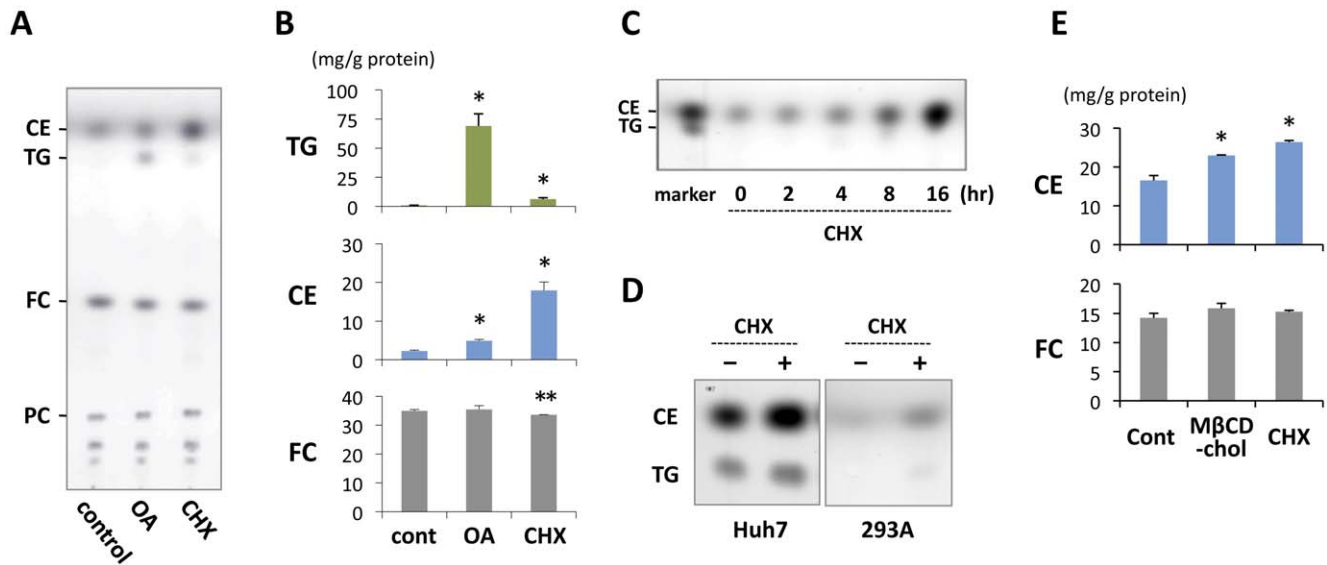 A
CE
TG
FC
PC
control
OA
CHX
B
(mg/g protein)
TG
100
75
50
25
0
*
*
CE
30
20
10
0
*
*
FC
40
30
20
10
0
**
cont OA CHX
C
CE
TG
marker 0 2 4 8 16 (hr)
CHX
D
CHX CHX
− + − +
CE
TG
Huh7 293A
E
(mg/g protein)
CE
30
20
10
0
*
*
FC
20
15
10
5
0
Cont MβCD CHX
-chol